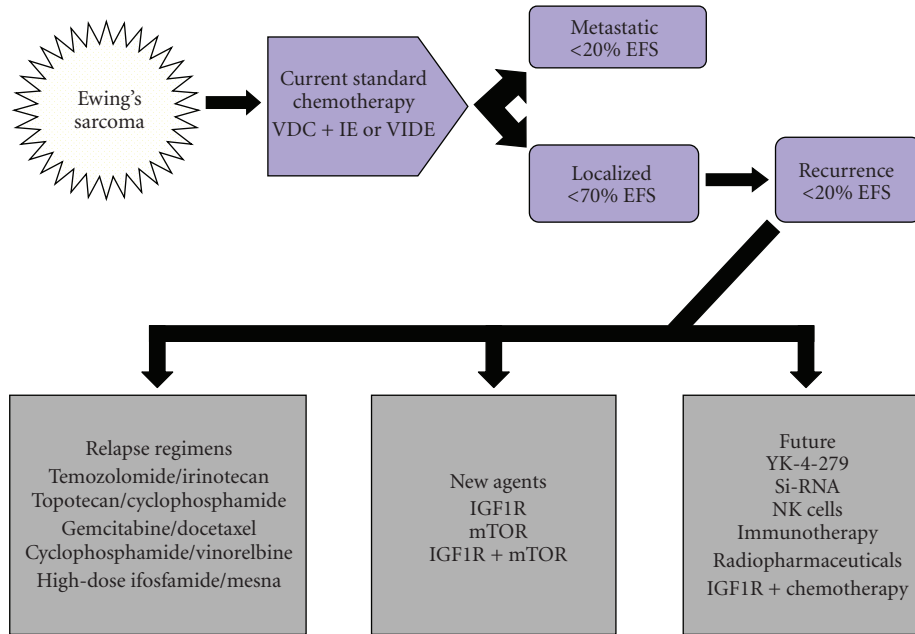 Ewing's
sarcoma
Current standard
chemotherapy
VDC + IE or VIDE
Metastatic
<20% EFS
Localized
<70% EFS
Recurrence
<20% EFS
Relapse regimens
Temozolomide/irinotecan
Topotecan/cyclophosphamide
Gemcitabine/docetaxel
Cyclophosphamide/vinorelbine
High-dose ifosfamide/mesna
New agents
IGF1R
mTOR
IGF1R + mTOR
Future
YK-4-279
Si-RNA
NK cells
Immunotherapy
Radiopharmaceuticals
IGF1R + chemotherapy